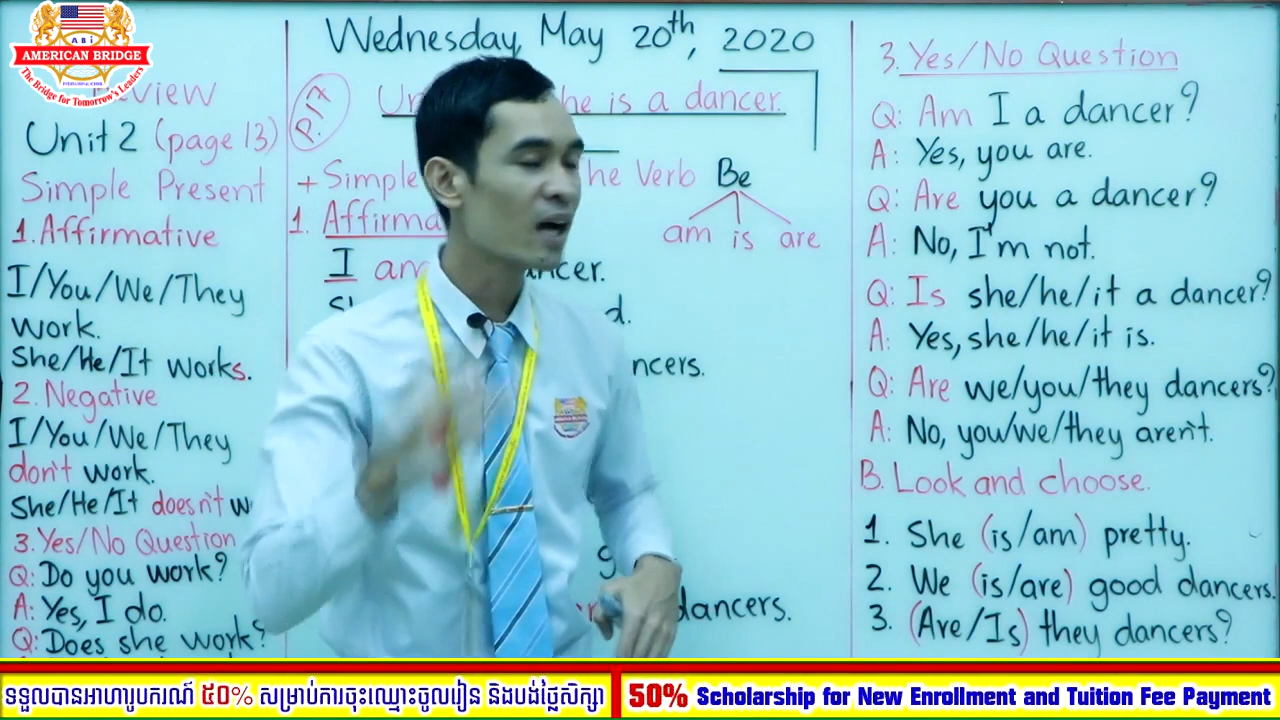 ABi
AMERICAN BRIDGE
The Bridge for Tomorrow's Leaders
Wednesday, May 20th, 2020
Review
Unit 2 (page 13)
Simple Present
1. Affirmative
I/You/We/They
work.
She/He/It works.
2. Negative
I/You/We/They
don't work.
She/He/It doesn't
3. Yes/No Question
Q: Do you work?
A: Yes, I do.
Q: Does she work?
P.17
he is a dancer.
+ Simple the Verb Be
am is are
1.
I am
dancers.
3. Yes/No Question
Q: Am I a dancer?
A: Yes, you are.
Q: Are you a dancer?
A: No, I'm not.
Q: Is she/he/it a dancer?
A: Yes, she/he/it is.
Q: Are we/you/they dancers?
A: No, you/we/they aren't.
B. Look and choose.
1. She (is/am) pretty.
2. We (is/are) good dancers.
3. (Are/Is) they dancers?
ទទួលបានអាហារូបករណ៍ ៥០% សម្រាប់ការចុះឈ្មោះចូលរៀន និងបង់ថ្លៃសិក្សា
50% Scholarship for New Enrollment and Tuition Fee Payment